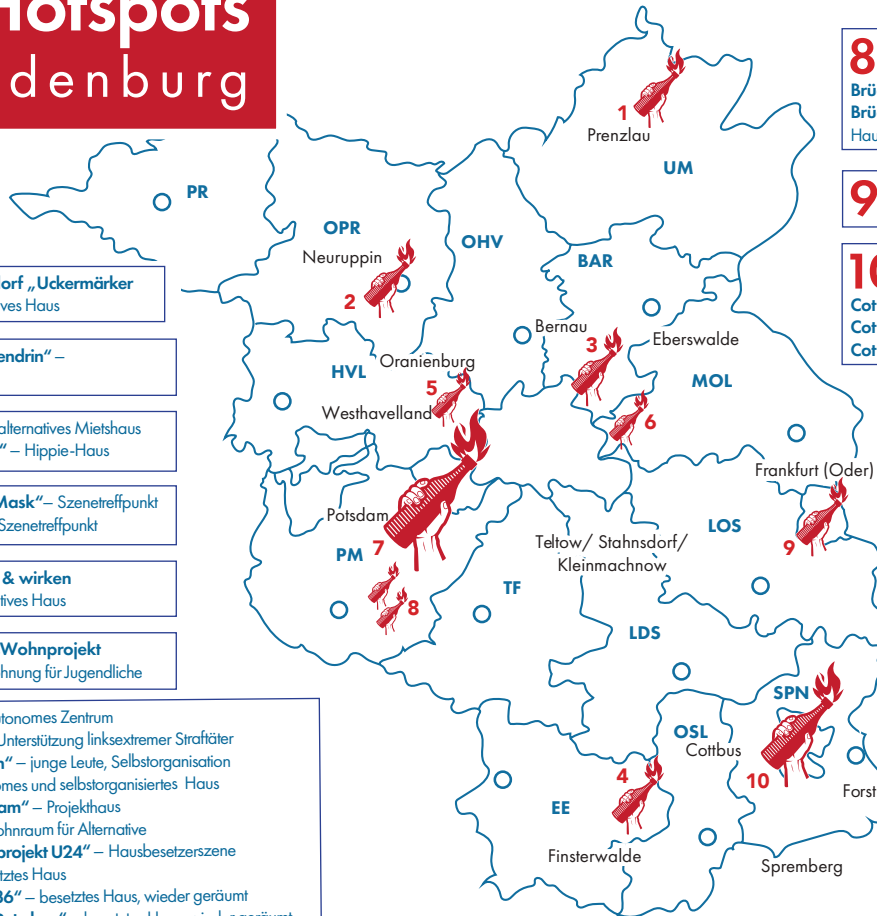 Hotspots
denburg
8
Brü
Brü
Hau
9
10
Cot
Cot
Cot
1
Prenzlau
UM
PR
OPR
Neuruppin
2
OHV
BAR
Bernau
3
Eberswalde
HVL
Oranienburg
5
Westhavelland
MOL
6
Frankfurt (Oder)
9
LOS
Potsdam
7
PM
8
Teltow/ Stahnsdorf/
Kleinmachnow
TF
LDS
SPN
10
OSL
Cottbus
Forst
4
EE
Finsterwalde
Spremberg
dorf „Uckermärker
ves Haus
endrin“ –
alternatives Mietshaus
“ – Hippie-Haus
Mask“– Szenetreffpunkt
Szenetreffpunkt
& wirken
tives Haus
Wohnprojekt
hnung für Jugendliche
utonomes Zentrum
Unterstützung linksextremer Straftäter
n“ – junge Leute, Selbstorganisation
omes und selbstorganisiertes Haus
am“ – Projekthaus
ohnraum für Alternative
projekt U24“ – Hausbesetzerszene
tztes Haus
36“ – besetztes Haus, wieder geräumt